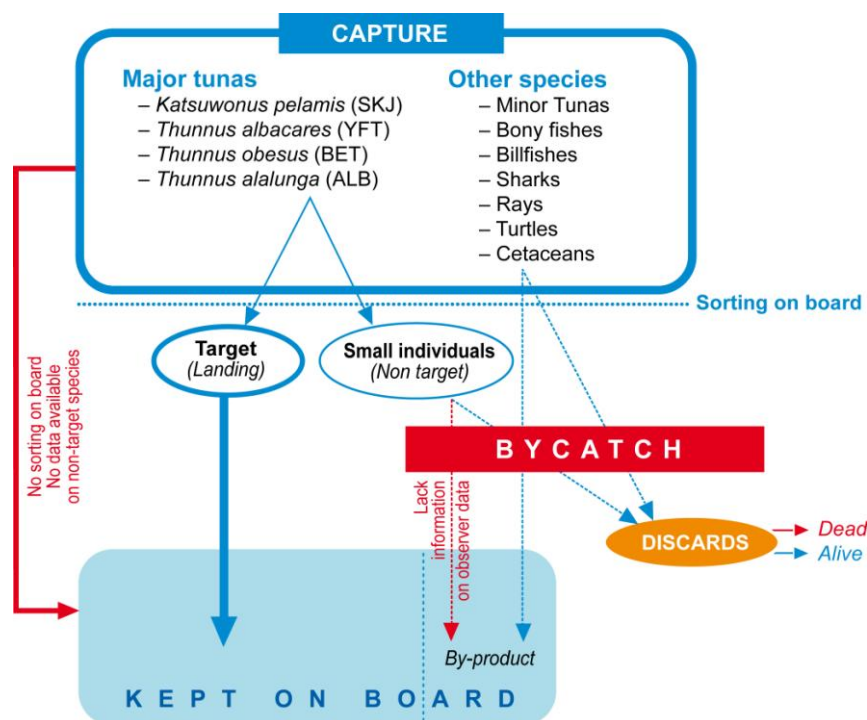 CAPTURE
Major tunas
– Katsuwonus pelamis (SKJ)
– Thunnus albacares (YFT)
– Thunnus obesus (BET)
– Thunnus alalunga (ALB)
Other species
– Minor Tunas
– Bony fishes
– Billfishes
– Sharks
– Rays
– Turtles
– Cetaceans
Sorting on board
Target
(Landing)
Small individuals
(Non target)
No sorting on board
No data available
on non-target species
BYCATCH
Lack
information
on observer data
DISCARDS
Dead
Alive
By-product
KEPT ON BOARD